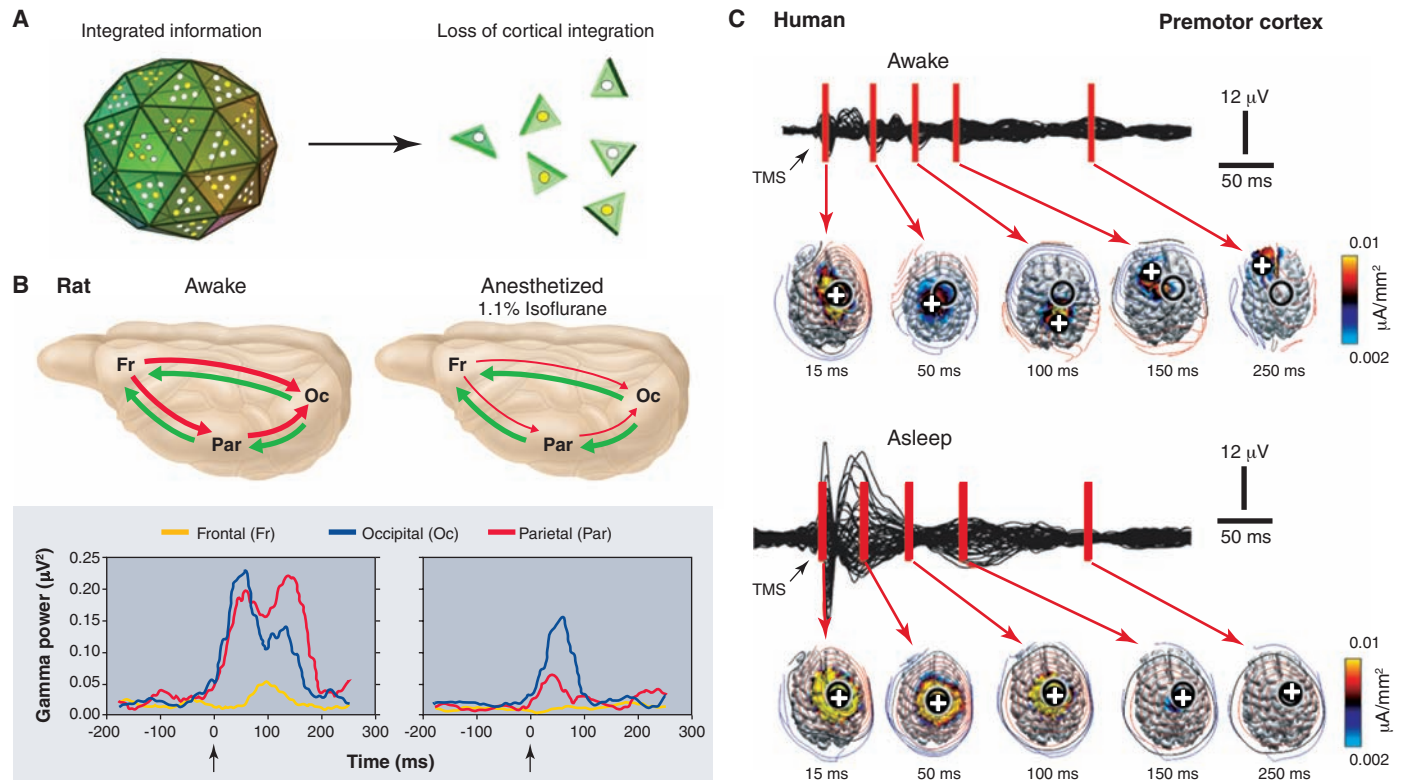 A
Integrated information
Loss of cortical integration
B Rat
Awake
Anesthetized
1.1% Isoflurane
Fr
Oc
Par
Fr
Oc
Par
Frontal (Fr)
Occipital (Oc)
Parietal (Par)
Gamma power (µV²)
0.25
0.20
0.15
0.10
0.05
0.00
-200 -100 0 100 200 300
-200 -100 0 100 200 300
Time (ms)
C Human
Premotor cortex
Awake
TMS
12 µV
50 ms
15 ms
50 ms
100 ms
150 ms
250 ms
0.01
µA/mm²
0.002
Asleep
TMS
12 µV
50 ms
15 ms
50 ms
100 ms
150 ms
250 ms
0.01
µA/mm²
0.002